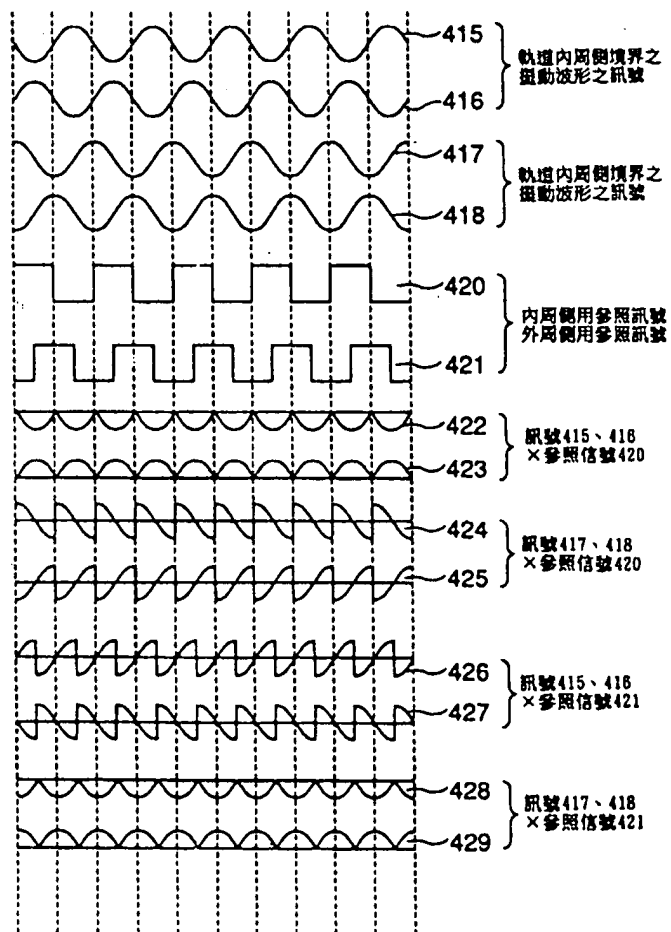 415
416
軌道內周側境界之
擺動波形之訊號
417
418
軌道內周側境界之
擺動波形之訊號
420
421
內周側用參照訊號
外周側用參照訊號
422
423
訊號415、416
×參照信號420
424
425
訊號417、418
×參照信號420
426
427
訊號415、416
×參照信號421
428
429
訊號417、418
×參照信號421